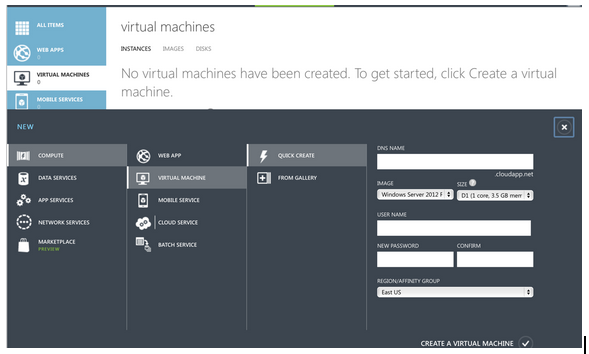 ALL ITEMS
WEB APPS
0
VIRTUAL MACHINES
0
MOBILE SERVICES
0
virtual machines
INSTANCES IMAGES DISKS
No virtual machines have been created. To get started, click Create a virtual
machine.
NEW
COMPUTE
DATA SERVICES
APP SERVICES
NETWORK SERVICES
MARKETPLACE
PREVIEW
WEB APP
VIRTUAL MACHINE
MOBILE SERVICE
CLOUD SERVICE
BATCH SERVICE
QUICK CREATE
FROM GALLERY
DNS NAME
.cloudapp.net
IMAGE SIZE ?
Windows Server 2012 F D1 (1 core, 3.5 GB mem
USER NAME
NEW PASSWORD CONFIRM
REGION/AFFINITY GROUP
East US
CREATE A VIRTUAL MACHINE